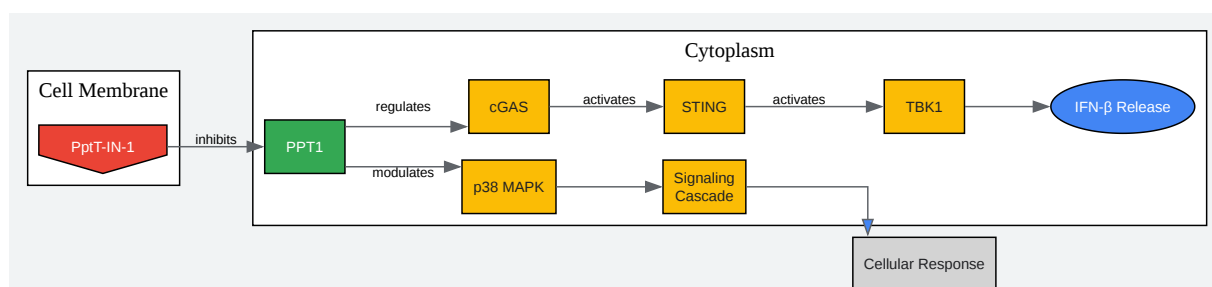 Cytoplasm
Cell Membrane
PptT-IN-1
inhibits
PPT1
regulates
cGAS
activates
STING
activates
TBK1
IFN-β Release
modulates
p38 MAPK
Signaling
Cascade
Cellular Response